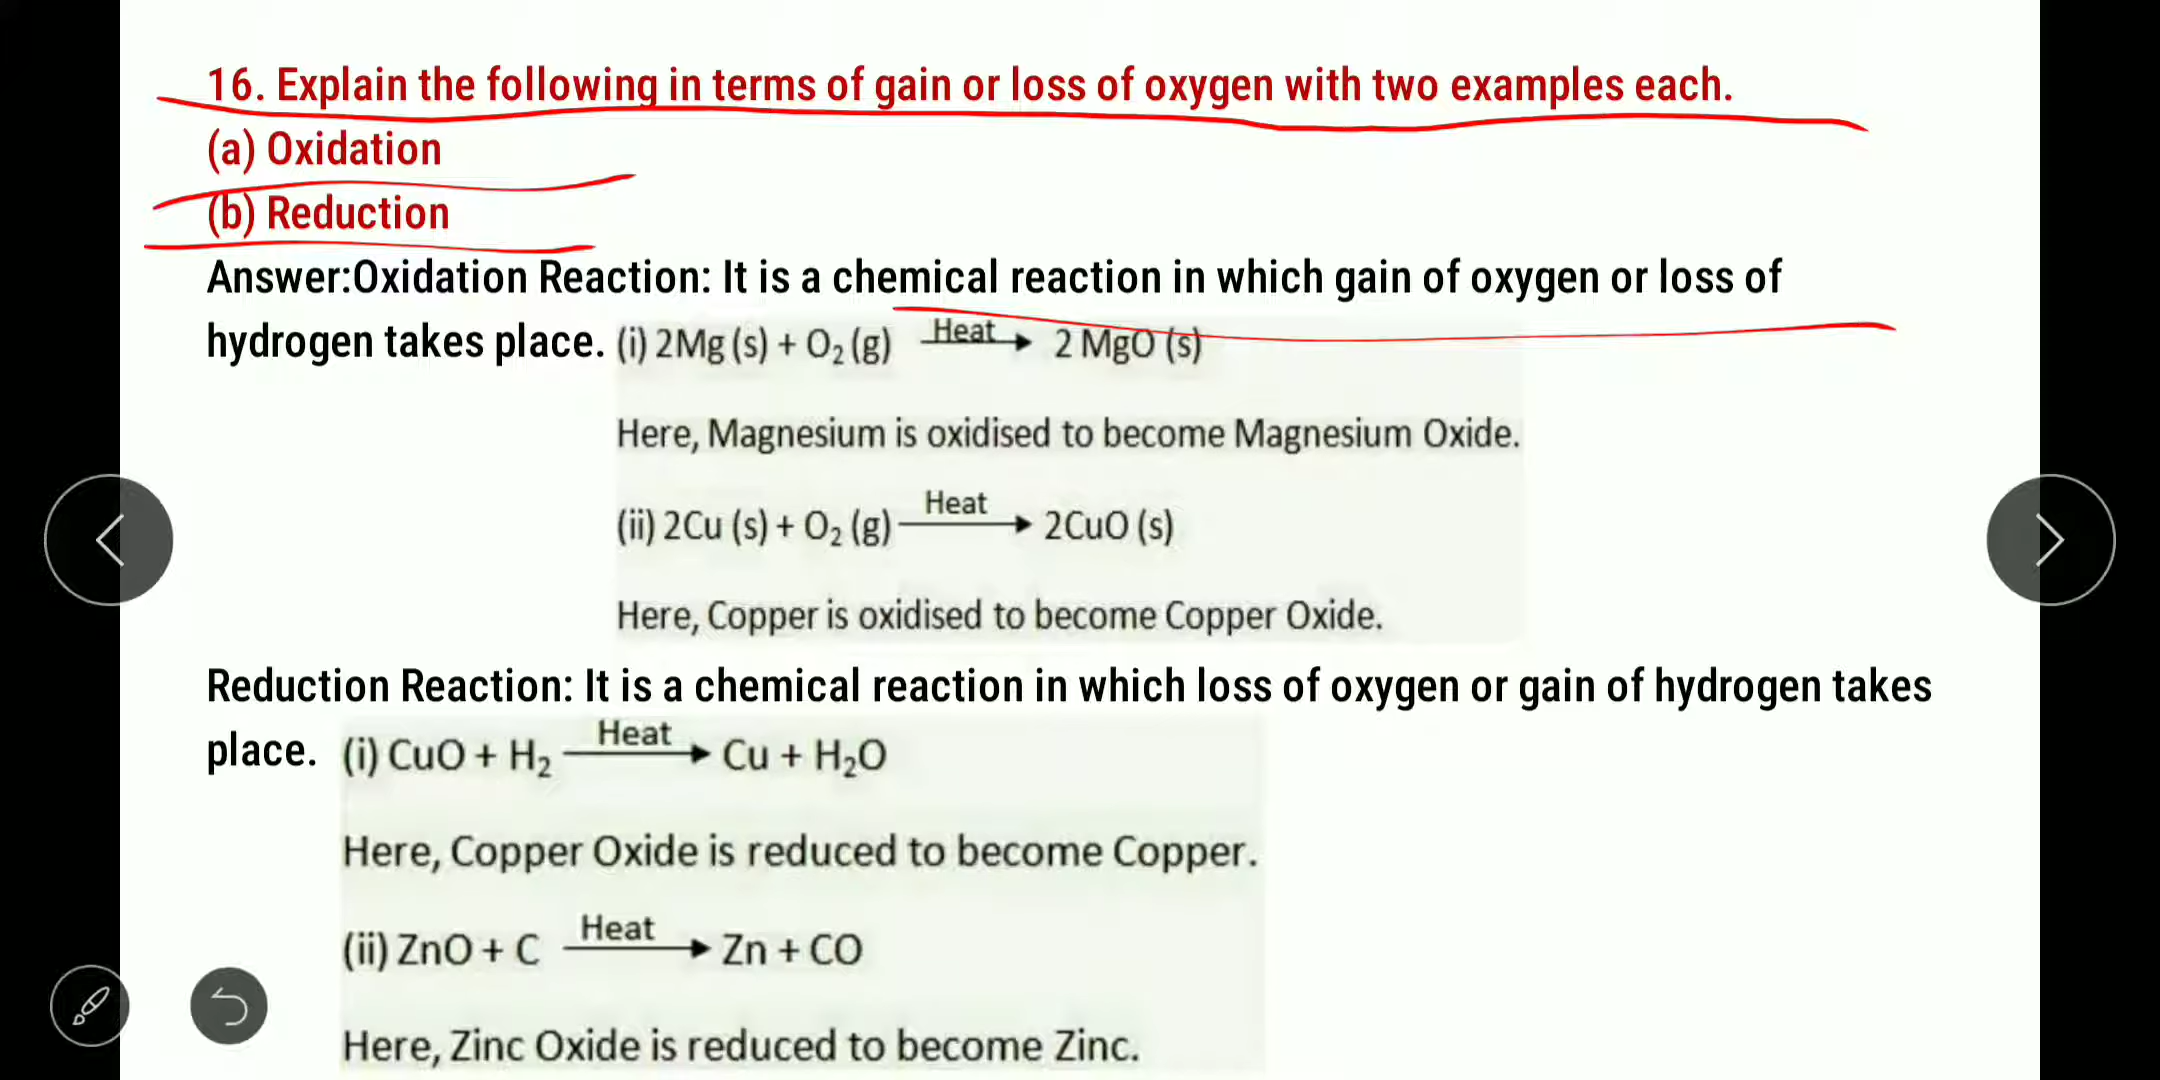 16. Explain the following in terms of gain or loss of oxygen with two examples each.
(a) Oxidation
(b) Reduction
Answer:Oxidation Reaction: It is a chemical reaction in which gain of oxygen or loss of
hydrogen takes place. (i) 2Mg (s) + O₂ (g) Heat→ 2 MgO (s)
Here, Magnesium is oxidised to become Magnesium Oxide.
(ii) 2Cu (s) + O₂ (g) Heat→ 2CuO (s)
Here, Copper is oxidised to become Copper Oxide.
Reduction Reaction: It is a chemical reaction in which loss of oxygen or gain of hydrogen takes
place. (i) CuO + H₂ Heat→ Cu + H₂O
Here, Copper Oxide is reduced to become Copper.
(ii) ZnO + C Heat→ Zn + CO
Here, Zinc Oxide is reduced to become Zinc.